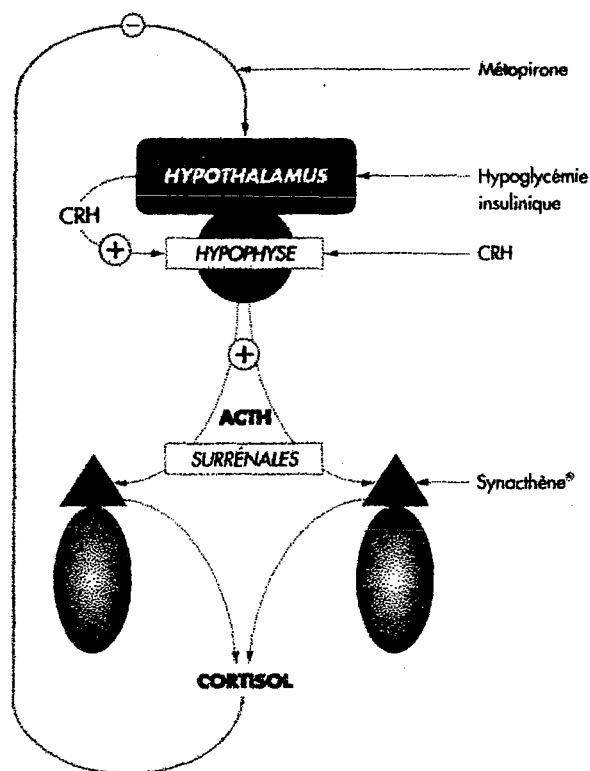 −
Métopirone
HYPOTHALAMUS
Hypoglycémie
insulinique
CRH
+
HYPOPHYSE
CRH
+
ACTH
SURRÉNALES
Synacthène®
CORTISOL